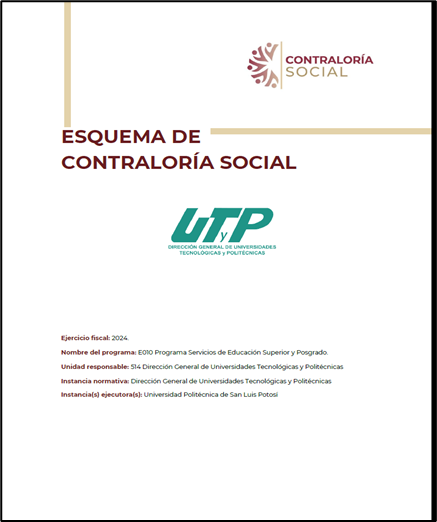 CONTRALORÍA
SOCIAL
ESQUEMA DE
CONTRALORÍA SOCIAL
UTyP
DIRECCIÓN GENERAL DE UNIVERSIDADES
TECNOLÓGICAS y POLITÉCNICAS
Ejercicio fiscal: 2024.
Nombre del programa: E010 Programa Servicios de Educación Superior y Posgrado.
Unidad responsable: 514 Dirección General de Universidades Tecnológicas y Politécnicas
Instancia normativa: Dirección General de Universidades Tecnológicas y Politécnicas
Instancia(s) ejecutora(s): Universidad Politécnica de San Luis Potosí